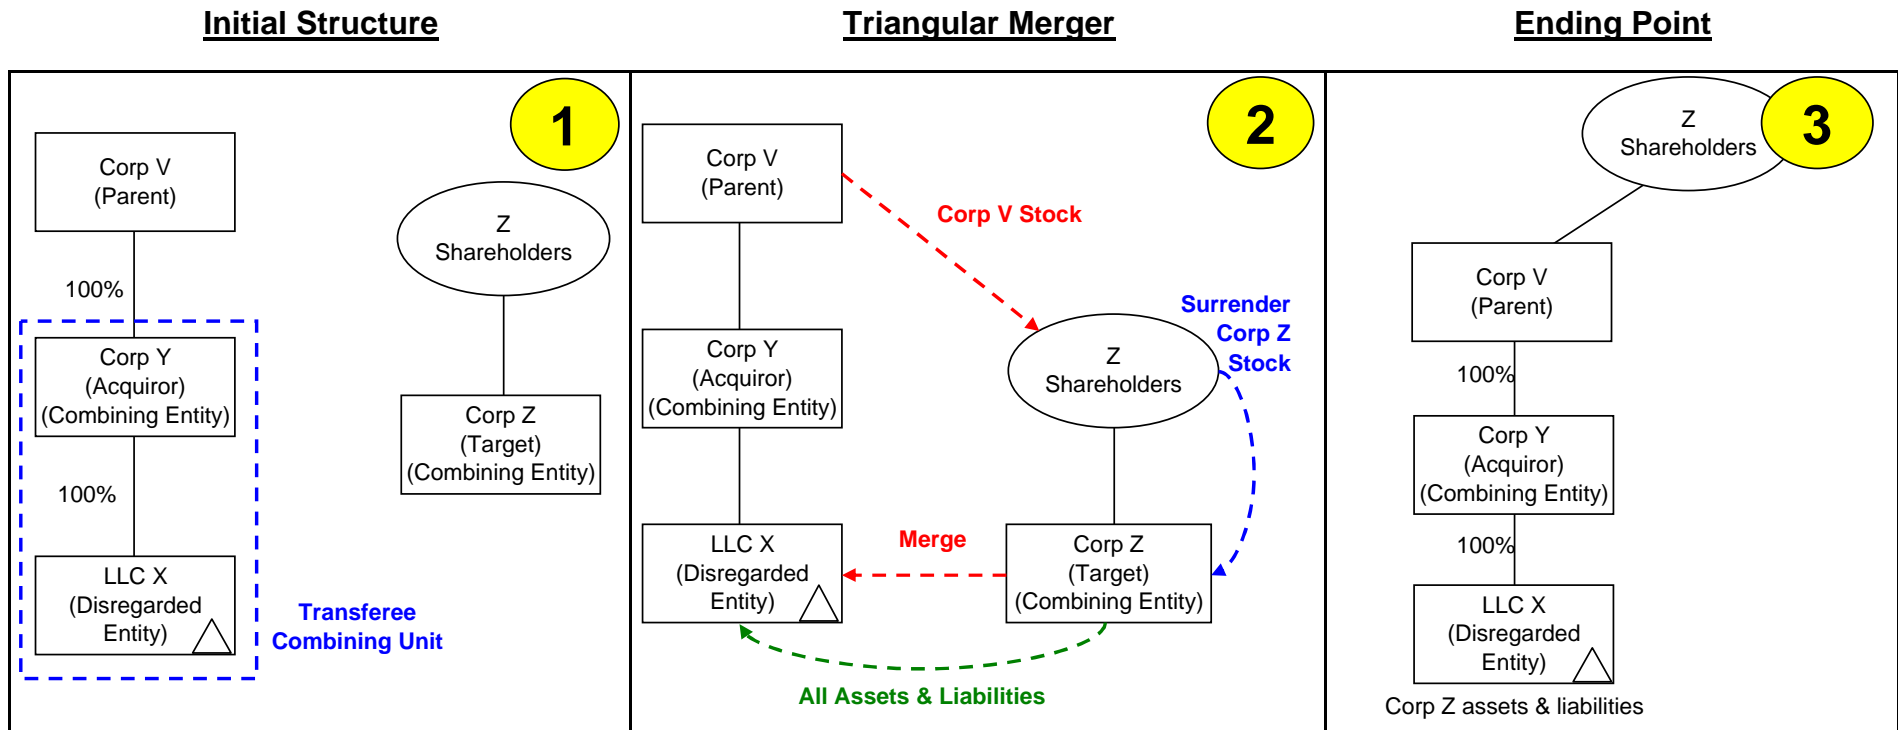 Initial Structure
Triangular Merger
Ending Point
1
Corp V
(Parent)
100%
Corp Y
(Acquiror)
(Combining Entity)
100%
LLC X
(Disregarded
Entity)
Transferee
Combining Unit
Z
Shareholders
Corp Z
(Target)
(Combining Entity)
2
Corp V
(Parent)
Corp V Stock
Corp Y
(Acquiror)
(Combining Entity)
Z
Shareholders
Surrender
Corp Z
Stock
LLC X
(Disregarded
Entity)
Merge
Corp Z
(Target)
(Combining Entity)
All Assets & Liabilities
3
Z
Shareholders
Corp V
(Parent)
100%
Corp Y
(Acquiror)
(Combining Entity)
100%
LLC X
(Disregarded
Entity)
Corp Z assets & liabilities